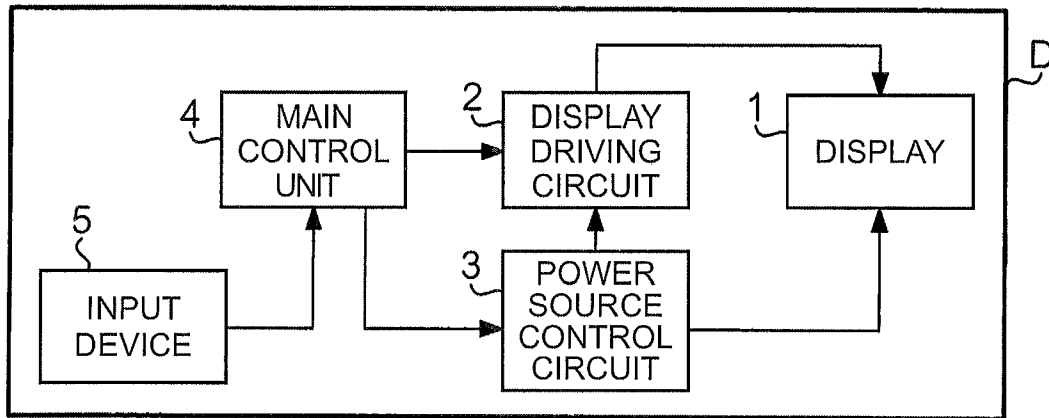 D
4
MAIN
CONTROL
UNIT
2
DISPLAY
DRIVING
CIRCUIT
1
DISPLAY
5
INPUT
DEVICE
3
POWER
SOURCE
CONTROL
CIRCUIT